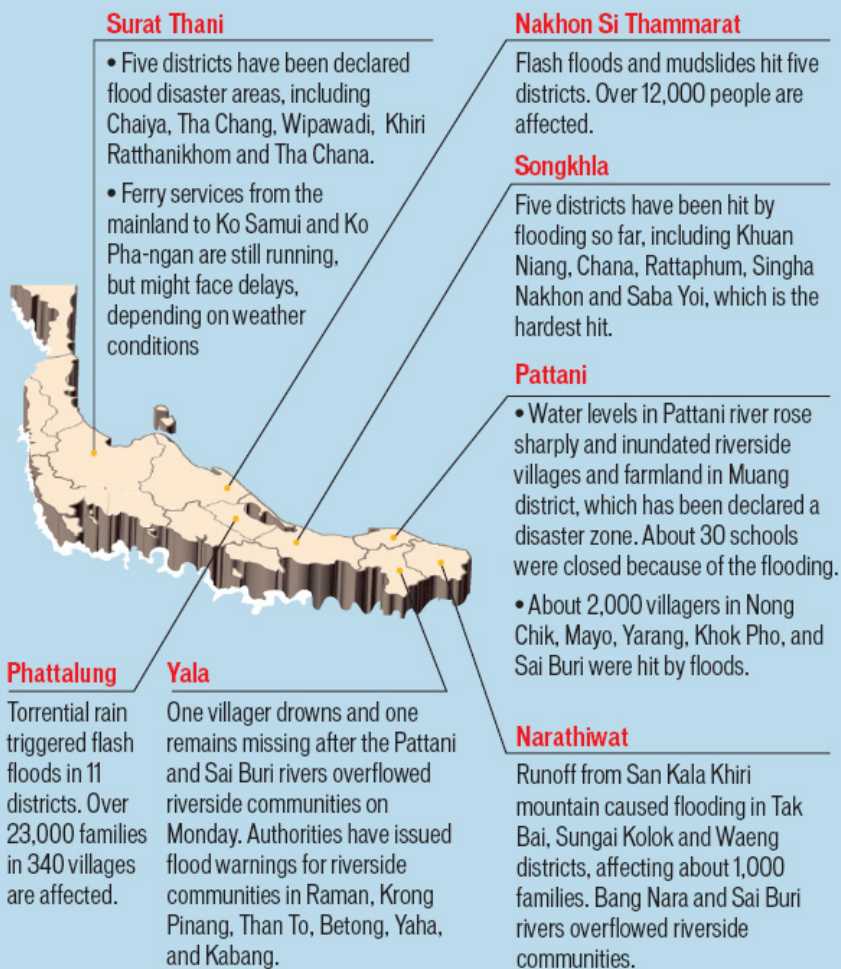 Surat Thani
• Five districts have been declared
flood disaster areas, including
Chaiya, Tha Chang, Wipawadi, Khiri
Ratthanikhom and Tha Chana.
• Ferry services from the
mainland to Ko Samui and Ko
Pha-ngan are still running,
but might face delays,
depending on weather
conditions
Nakhon Si Thammarat
Flash floods and mudslides hit five
districts. Over 12,000 people are
affected.
Songkhla
Five districts have been hit by
flooding so far, including Khuan
Niang, Chana, Rattaphum, Singha
Nakhon and Saba Yoi, which is the
hardest hit.
Pattani
• Water levels in Pattani river rose
sharply and inundated riverside
villages and farmland in Muang
district, which has been declared a
disaster zone. About 30 schools
were closed because of the flooding.
• About 2,000 villagers in Nong
Chik, Mayo, Yarang, Khok Pho, and
Sai Buri were hit by floods.
Phattalung
Torrential rain
triggered flash
floods in 11
districts. Over
23,000 families
in 340 villages
are affected.
Yala
One villager drowns and one
remains missing after the Pattani
and Sai Buri rivers overflowed
riverside communities on
Monday. Authorities have issued
flood warnings for riverside
communities in Raman, Krong
Pinang, Than To, Betong, Yaha,
and Kabang.
Narathiwat
Runoff from San Kala Khiri
mountain caused flooding in Tak
Bai, Sungai Kolok and Waeng
districts, affecting about 1,000
families. Bang Nara and Sai Buri
rivers overflowed riverside
communities.